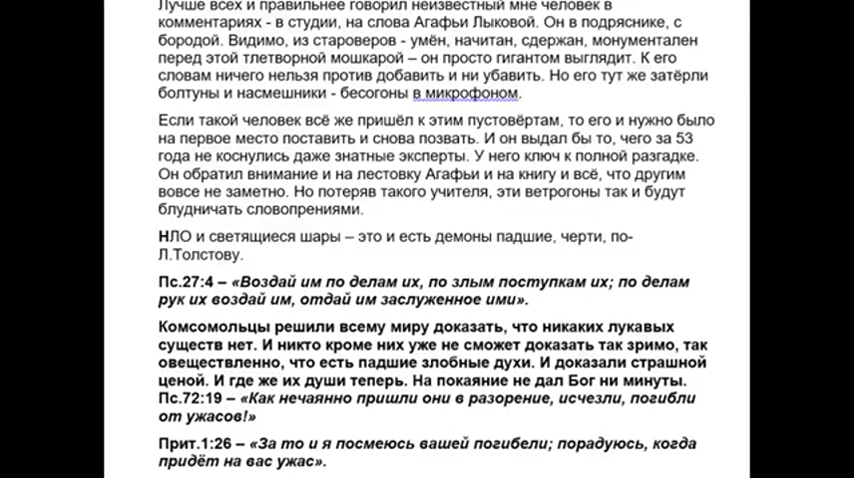 Лучше всех и правильнее говорил неизвестный мне человек в
комментариях - в студии, на слова Агафьи Лыковой. Он в подряснике, с
бородой. Видимо, из староверов - умён, начитан, сдержан, монументален
перед этой тлетворной мошкарой – он просто гигантом выглядит. К его
словам ничего нельзя против добавить и ни убавить. Но его тут же затёрли
болтуны и насмешники - бесогоны в микрофоном.
Если такой человек всё же пришёл к этим пустовёртам, то его и нужно было
на первое место поставить и снова позвать. И он выдал бы то, чего за 53
года не коснулись даже знатные эксперты. У него ключ к полной разгадке.
Он обратил внимание и на лестовку Агафьи и на книгу и всё, что другим
вовсе не заметно. Но потеряв такого учителя, эти ветрогоны так и будут
блудничать словопрениями.
НЛО и светящиеся шары – это и есть демоны падшие, черти, по-
Л.Толстову.
Пс.27:4 – «Воздай им по делам их, по злым поступкам их; по делам
рук их воздай им, отдай им заслуженное ими».
Комсомольцы решили всему миру доказать, что никаких лукавых
существ нет. И никто кроме них уже не сможет доказать так зримо, так
овеществленно, что есть падшие злобные духи. И доказали страшной
ценой. И где же их души теперь. На покаяние не дал Бог ни минуты.
Пс.72:19 – «Как нечаянно пришли они в разорение, исчезли, погибли
от ужасов!»
Прит.1:26 – «За то и я посмеюсь вашей погибели; порадуюсь, когда
придёт на вас ужас».